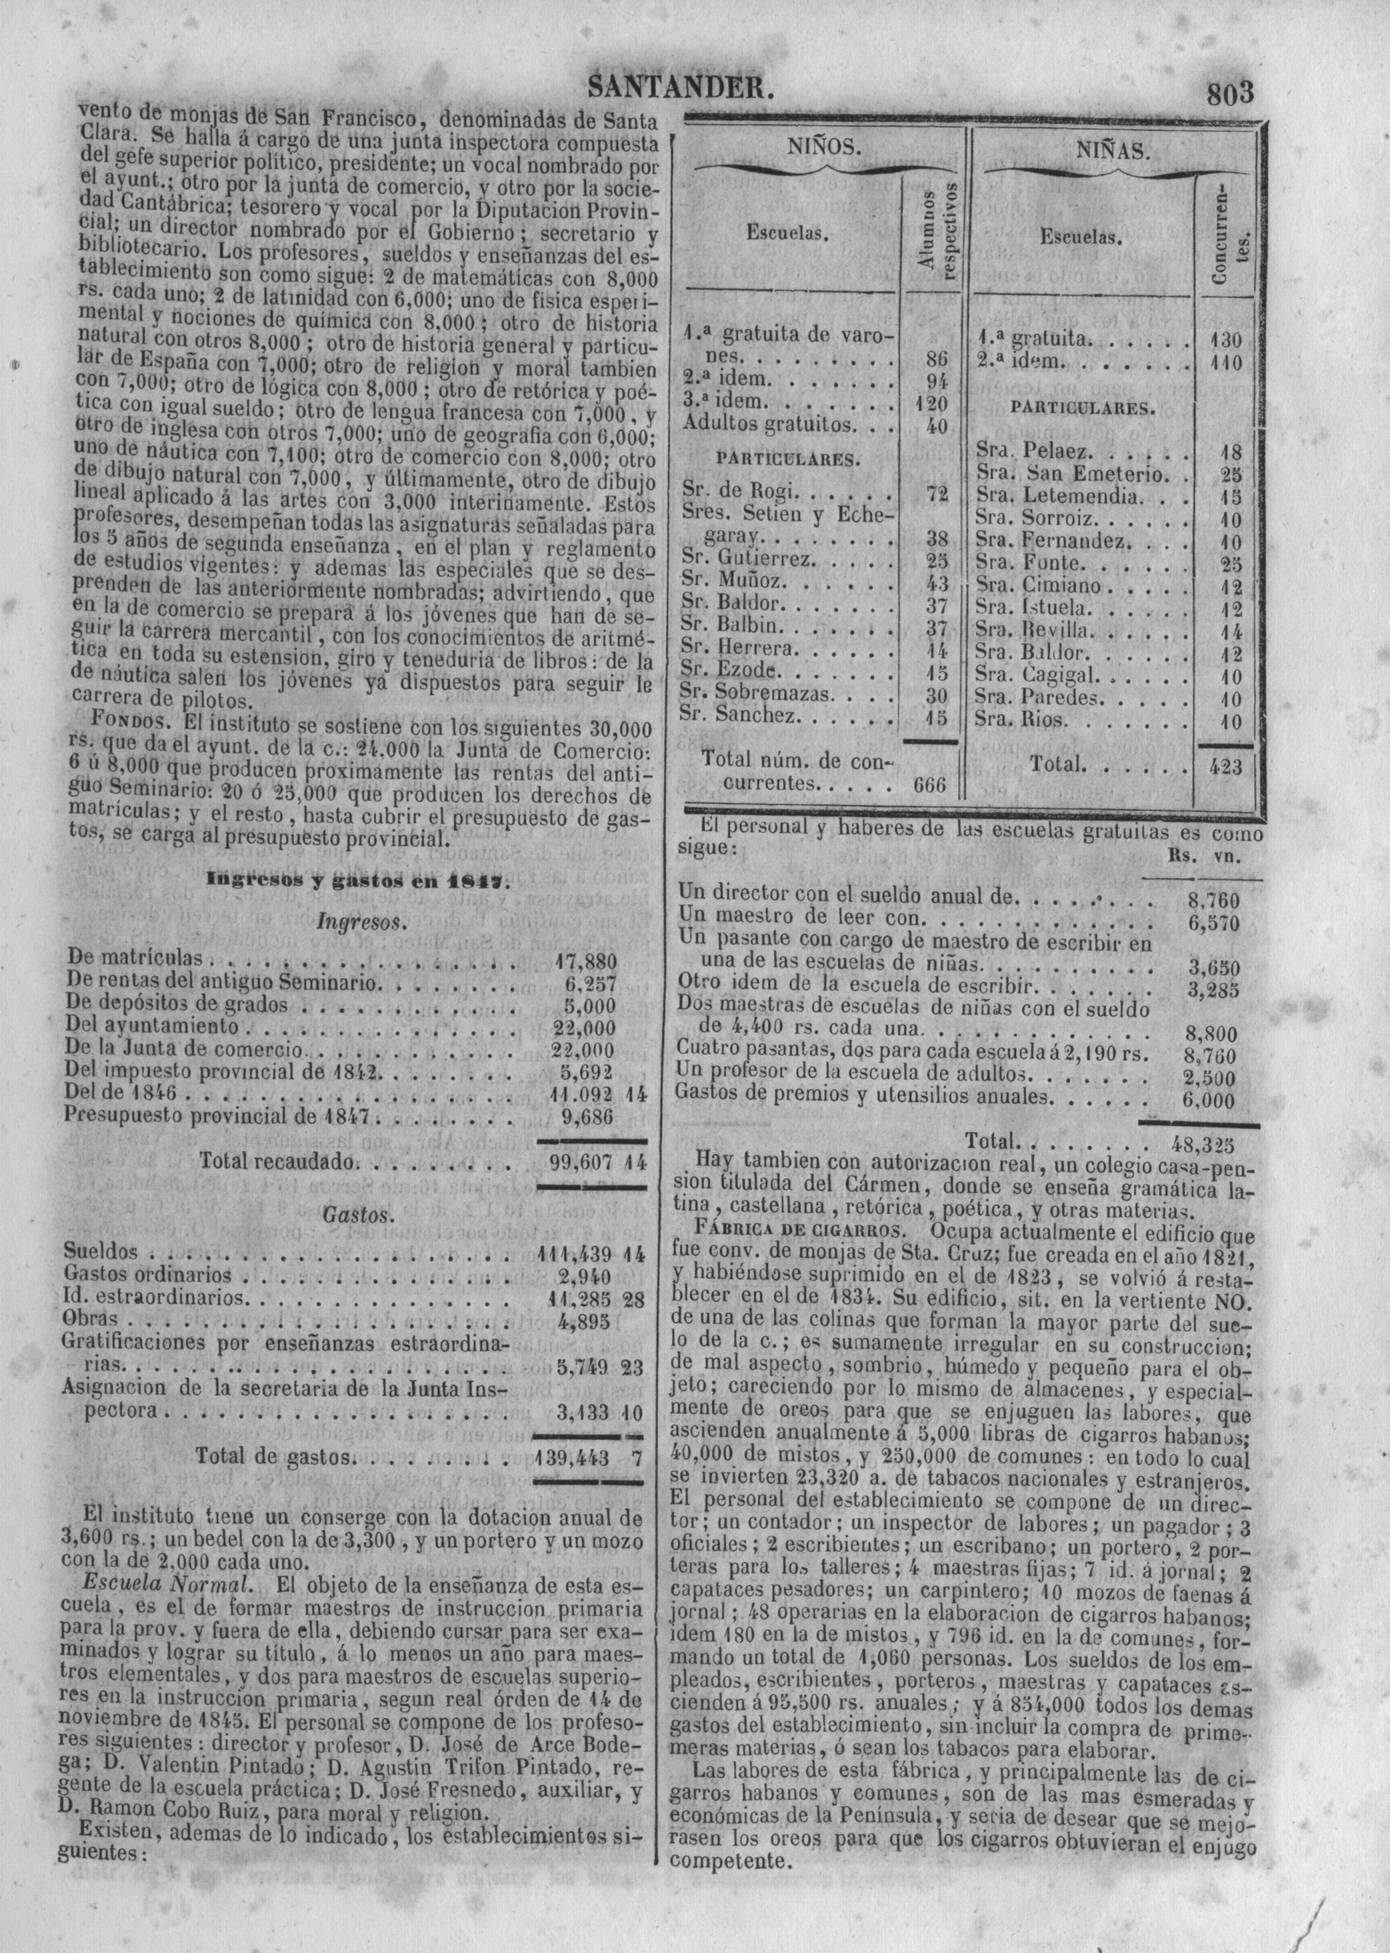 SANTANDER.
803
vento de monjas de San Francisco, denominadas de Santa
Clara. Se halla á cargo de una junta inspectora compuesta
del gefe superior político, presidente; un vocal nombrado por
el ayunt.; otro por la junta de comercio, y otro por la socie-
dad Cantábrica; tesorero y vocal por la Diputacion Provin-
cial; un director nombrado por el Gobierno; secretario y
bibliotecario. Los profesores, sueldos y enseñanzas del es-
tablecimiento son como sigue: 2 de matemáticas con 8,000
rs. cada uno; 2 de latinidad con 6,000; uno de fisica esperi-
mental y nociones de química con 8,000; otro de historia
natural con otros 8,000; otro de historia general y particu-
lar de España con 7,000; otro de religion y moral tambien
con 7,000; otro de lógica con 8,000; otro de retórica y poé-
tica con igual sueldo; otro de lengua francesa con 7,000, y
otro de inglesa con otros 7,000; uno de geografia con 6,000;
uno de náutica con 7,100; otro de comercio con 8,000; otro
de dibujo natural con 7,000, y últimamente, otro de dibujo
lineal aplicado á las artes con 3,000 interinamente. Estos
profesores, desempeñan todas las asignaturas señaladas para
los 5 años de segunda enseñanza, en el plan y reglamento
de estudios vigentes: y ademas las especiales que se des-
prenden de las anteriormente nombradas; advirtiendo, que
en la de comercio se prepara á los jóvenes que han de se-
guir la carrera mercantil, con los conocimientos de aritmé-
tica en toda su estension, giro y teneduria de libros: de la
de náutica salen los jóvenes ya dispuestos para seguir le
carrera de pilotos.
FONDOS. El instituto se sostiene con los siguientes 30,000
rs. que da el ayunt. de la c.: 24,000 la Junta de Comercio:
6 ú 8,000 que producen proximamente las rentas del anti-
guo Seminario: 20 ó 25,000 que producen los derechos de
matrículas; y el resto, hasta cubrir el presupuesto de gas-
tos, se carga al presupuesto provincial.
Ingresos y gastos en 1847.
Ingresos.
De matrículas . . . . . . . . . . . . . . . . . 17,880
De rentas del antiguo Seminario. . . . . . . . 6,257
De depósitos de grados . . . . . . . . . . . . 5,000
Del ayuntamiento . . . . . . . . . . . . . . . 22,000
De la Junta de comercio. . . . . . . . . . . . 22,000
Del impuesto provincial de 1842. . . . . . . . 5,692
Del de 1846 . . . . . . . . . . . . . . . . . . 11.092 14
Presupuesto provincial de 1847 . . . . . . . . 9,686
Total recaudado. . . . . . . . . 99,607 14
Gastos.
Sueldos . . . . . . . . . . . . . . . . . . . . 111,439 14
Gastos ordinarios . . . . . . . . . . . . . . . 2,940
Id. estraordinarios. . . . . . . . . . . . . . . 11,285 28
Obras . . . . . . . . . . . . . . . . . . . . . 4,895
Gratificaciones por enseñanzas estraordina-
rias. . . . . . . . . . . . . . . . . . . . . 5,749 23
Asignacion de la secretaria de la Junta Ins-
pectora . . . . . . . . . . . . . . . . . . . 3,133 10
Total de gastos. . . . . . . . . 139,443 7
El instituto tiene un conserge con la dotacion anual de
3,600 rs.; un bedel con la de 3,300, y un portero y un mozo
con la de 2,000 cada uno.
Escuela Normal. El objeto de la enseñanza de esta es-
cuela, es el de formar maestros de instruccion primaria
para la prov. y fuera de ella, debiendo cursar para ser exa-
minados y lograr su título, á lo menos un año para maes-
tros elementales, y dos para maestros de escuelas superio-
res en la instruccion primaria, segun real órden de 14 de
noviembre de 1845. El personal se compone de los profeso-
res siguientes: director y profesor, D. José de Arce Bode-
ga; D. Valentin Pintado; D. Agustin Trifon Pintado, re-
gente de la escuela práctica; D. José Fresnedo, auxiliar, y
D. Ramon Cobo Ruiz, para moral y religion.
Existen, ademas de lo indicado, los establecimientos si-
guientes:
NIÑOS.
Escuelas.
Alumnos respectivos
1.ª gratuita de varo-
nes. . . . . . . . . 86
2.ª idem. . . . . . . 94
3.ª idem. . . . . . . 120
Adultos gratuitos. . . 40
PARTICULARES.
Sr. de Rogi. . . . . . 72
Sres. Setien y Eche-
garay. . . . . . . . 38
Sr. Gutierrez. . . . . 25
Sr. Muñoz. . . . . . 43
Sr. Baldor. . . . . . . 37
Sr. Balbin. . . . . . . 37
Sr. Herrera. . . . . . 14
Sr. Ezode. . . . . . . 15
Sr. Sobremazas. . . . 30
Sr. Sanchez. . . . . . 15
Total núm. de con-
currentes. . . . . 666
NIÑAS.
Escuelas.
Concurren-
tes.
1.ª gratuita. . . . . . 130
2.ª idem. . . . . . . 110
PARTICULARES.
Sra. Pelaez. . . . . . 18
Sra. San Emeterio. . 25
Sra. Letemendia. . . 15
Sra. Sorroiz. . . . . . 10
Sra. Fernandez. . . . 10
Sra. Fonte. . . . . . 25
Sra. Cimiano . . . . . 12
Sra. Istuela. . . . . . 12
Sra. Revilla. . . . . . 14
Sra. Baldor. . . . . . 12
Sra. Cagigal. . . . . . 10
Sra. Paredes. . . . . 10
Sra. Rios. . . . . . . 10
Total. . . . . . 423
El personal y haberes de las escuelas gratuitas es como
sigue:
Rs. vn.
Un director con el sueldo anual de. . . . . . . . 8,760
Un maestro de leer con. . . . . . . . . . . . . 6,570
Un pasante con cargo de maestro de escribir en
una de las escuelas de niñas. . . . . . . . . . 3,650
Otro idem de la escuela de escribir. . . . . . . 3,285
Dos maestras de escuelas de niñas con el sueldo
de 4,400 rs. cada una. . . . . . . . . . . . . 8,800
Cuatro pasantas, dos para cada escuela á 2,190 rs. 8,760
Un profesor de la escuela de adultos. . . . . . . 2,500
Gastos de premios y utensilios anuales. . . . . . 6,000
Total. . . . . . . . 48,325
Hay tambien con autorizacion real, un colegio casa-pen-
sion titulada del Cármen, donde se enseña gramática la-
tina, castellana, retórica, poética, y otras materias.
FÁBRICA DE CIGARROS. Ocupa actualmente el edificio que
fue conv. de monjas de Sta. Cruz; fue creada en el año 1821,
y habiéndose suprimido en el de 1823, se volvió á resta-
blecer en el de 1834. Su edificio, sit. en la vertiente NO.
de una de las colinas que forman la mayor parte del sue-
lo de la c.; es sumamente irregular en su construccion;
de mal aspecto, sombrio, húmedo y pequeño para el ob-
jeto; careciendo por lo mismo de almacenes, y especial-
mente de oreos para que se enjuguen las labores, que
ascienden anualmente á 5,000 libras de cigarros habanos;
40,000 de mistos, y 250,000 de comunes: en todo lo cual
se invierten 23,320 a. de tabacos nacionales y estranjeros.
El personal del establecimiento se compone de un direc-
tor; un contador; un inspector de labores; un pagador; 3
oficiales; 2 escribientes; un escribano; un portero, 2 por-
teras para los talleres; 4 maestras fijas; 7 id. á jornal; 2
capataces pesadores; un carpintero; 10 mozos de faenas á
jornal; 48 operarias en la elaboracion de cigarros habanos;
idem 180 en la de mistos, y 796 id. en la de comunes, for-
mando un total de 1,060 personas. Los sueldos de los em-
pleados, escribientes, porteros, maestras y capataces as-
cienden á 95,500 rs. anuales; y á 854,000 todos los demas
gastos del establecimiento, sin incluir la compra de prime-
meras materias, ó sean los tabacos para elaborar.
Las labores de esta fábrica, y principalmente las de ci-
garros habanos y comunes, son de las mas esmeradas y
económicas de la Península, y seria de desear que se mejo-
rasen los oreos para que los cigarros obtuvieran el enjugo
competente.